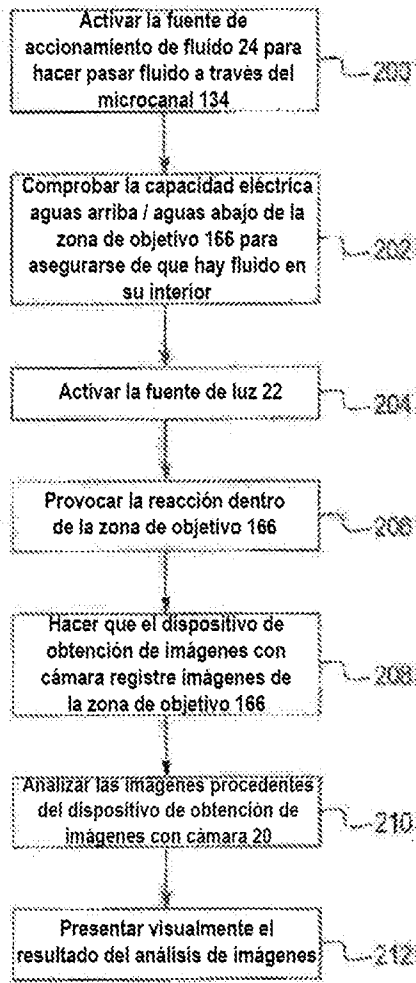 Activar la fuente de
accionamiento de fluido 24 para
hacer pasar fluido a través del
microcanal 134
200
Comprobar la capacidad eléctrica
aguas arriba / aguas abajo de la
zona de objetivo 166 para
asegurarse de que hay fluido en
su interior
202
Activar la fuente de luz 22
204
Provocar la reacción dentro
de la zona de objetivo 166
206
Hacer que el dispositivo de
obtención de imágenes con
cámara registre imágenes de
la zona de objetivo 166
208
Analizar las imágenes procedentes
del dispositivo de obtención de
imágenes con cámara 20
210
Presentar visualmente el
resultado del análisis de imágenes
212